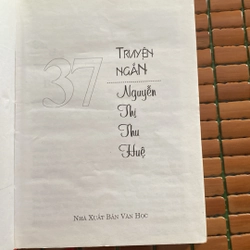 37
TRUYỆN
NGẮN
Nguyễn
Thị
Thu
Huệ
NHÀ XUẤT BẢN VĂN HỌC